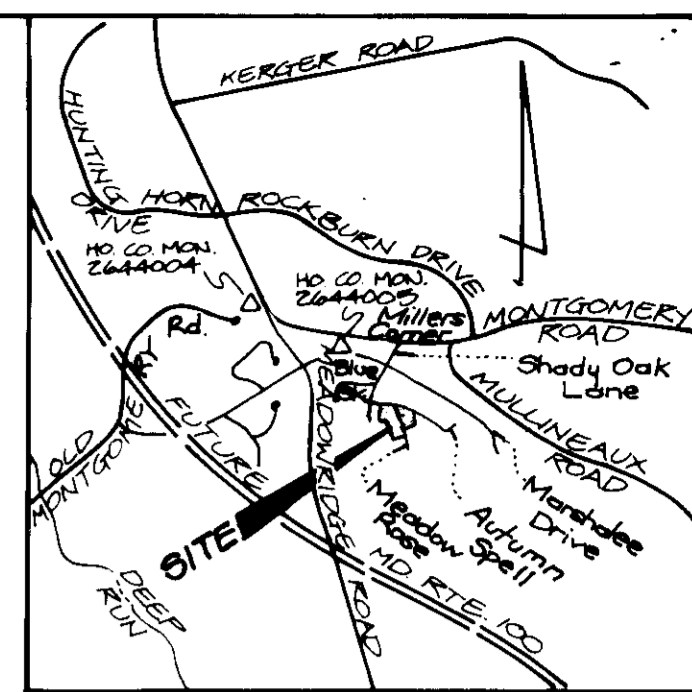 KERGER ROAD
HUNTING HORN DRIVE
ROCKBURN DRIVE
HO. CO. MON.
2644004
HO. CO. MON.
2644005
Millers
Corner
MONTGOMERY
ROAD
Rd.
Blue
Sky
Shady Oak
Lane
MULLINEAUX
ROAD
OLD
MONTGOMERY
FUTURE MD. RTE. 100
MEADOWRIDGE ROAD
SITE
Meadow
Rose
Autumn
Spell
Marshalee
Drive
DEEP
RUN